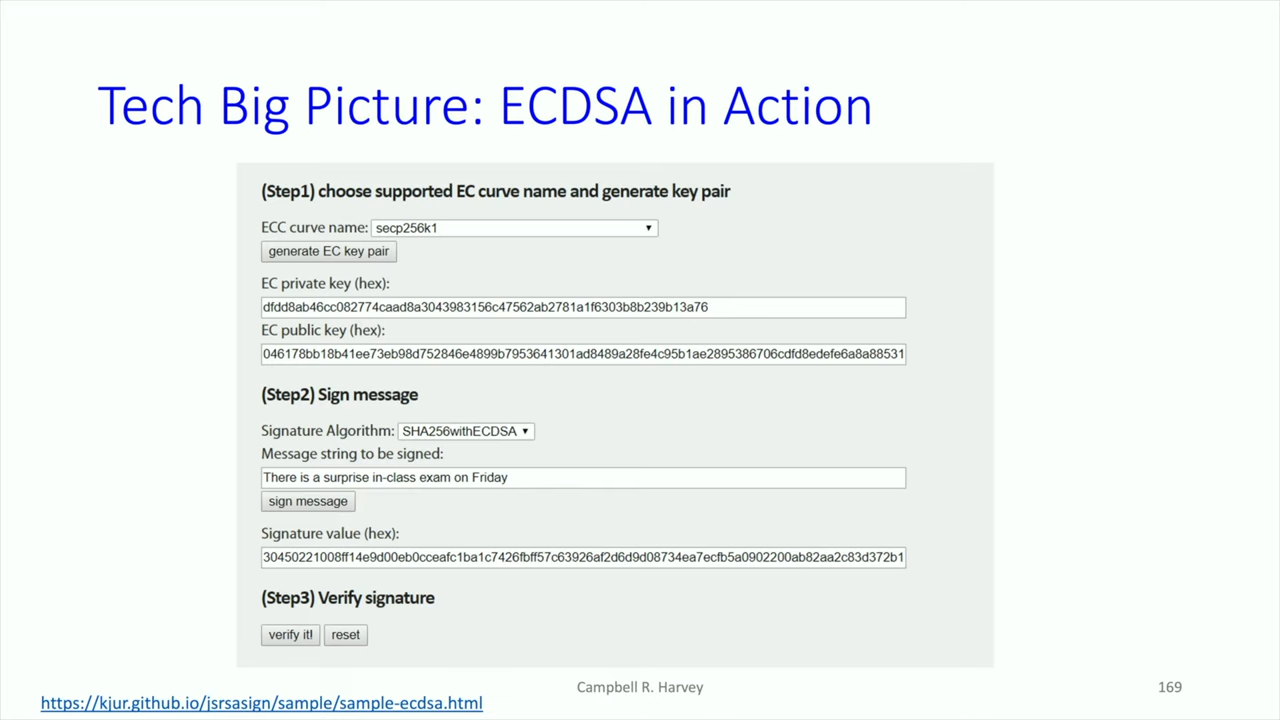 Tech Big Picture: ECDSA in Action
(Step1) choose supported EC curve name and generate key pair
ECC curve name: secp256k1
generate EC key pair
EC private key (hex):
dfdd8ab46cc082774caad8a3043983156c47562ab2781a1f6303b8b239b13a76
EC public key (hex):
046178bb18b41ee73eb98d752846e4899b7953641301ad8489a28fe4c95b1ae2895386706cdfd8edefe6a8a88531
(Step2) Sign message
Signature Algorithm: SHA256withECDSA
Message string to be signed:
There is a surprise in-class exam on Friday
sign message
Signature value (hex):
30450221008ff14e9d00eb0cceafc1ba1c7426fbff57c63926af2d6d9d08734ea7ecfb5a0902200ab82aa2c83d372b1
(Step3) Verify signature
verify it! reset
Campbell R. Harvey 169
https://kjur.github.io/jsrsasign/sample/sample-ecdsa.html